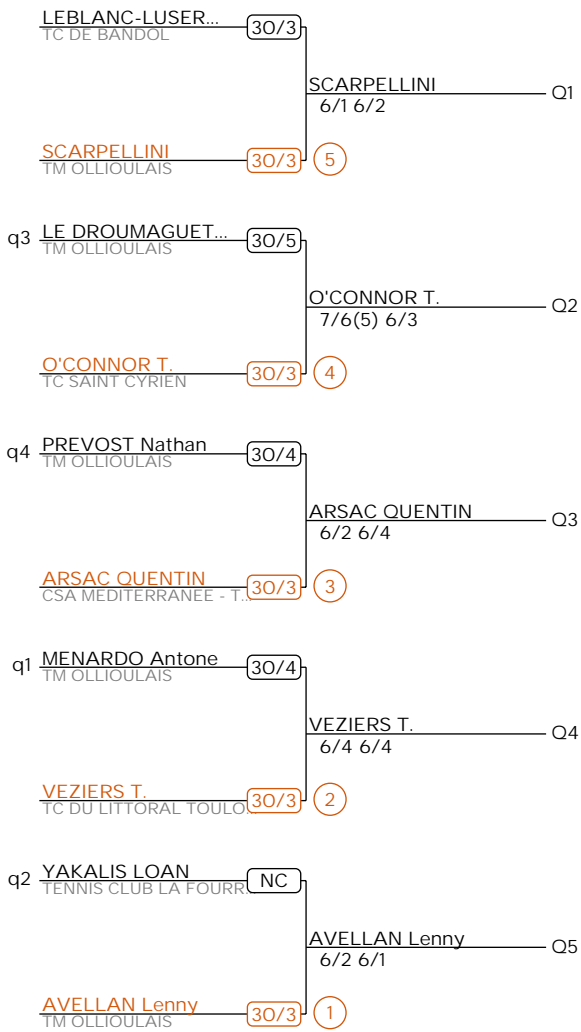 LEBLANC-LUSER...
TC DE BANDOL
30/3
SCARPELLINI
6/1 6/2
Q1
SCARPELLINI
TM OLLIOULAIS
30/3
5
q3
LE DROUMAGUET...
TM OLLIOULAIS
30/5
O'CONNOR T.
7/6(5) 6/3
Q2
O'CONNOR T.
TC SAINT CYRIEN
30/3
4
q4
PREVOST Nathan
TM OLLIOULAIS
30/4
ARSAC QUENTIN
6/2 6/4
Q3
ARSAC QUENTIN
CSA MEDITERRANEE - T...
30/3
3
q1
MENARDO Antone
TM OLLIOULAIS
30/4
VEZIERS T.
6/4 6/4
Q4
VEZIERS T.
TC DU LITTORAL TOULO...
30/3
2
q2
YAKALIS LOAN
TENNIS CLUB LA FOURR...
NC
AVELLAN Lenny
6/2 6/1
Q5
AVELLAN Lenny
TM OLLIOULAIS
30/3
1